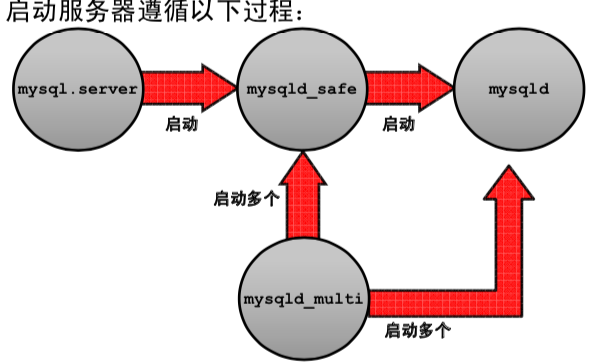 启动服务器遵循以下过程：
mysql.server
mysqld_safe
mysqld
启动
启动
启动多个
mysqld_multi
启动多个